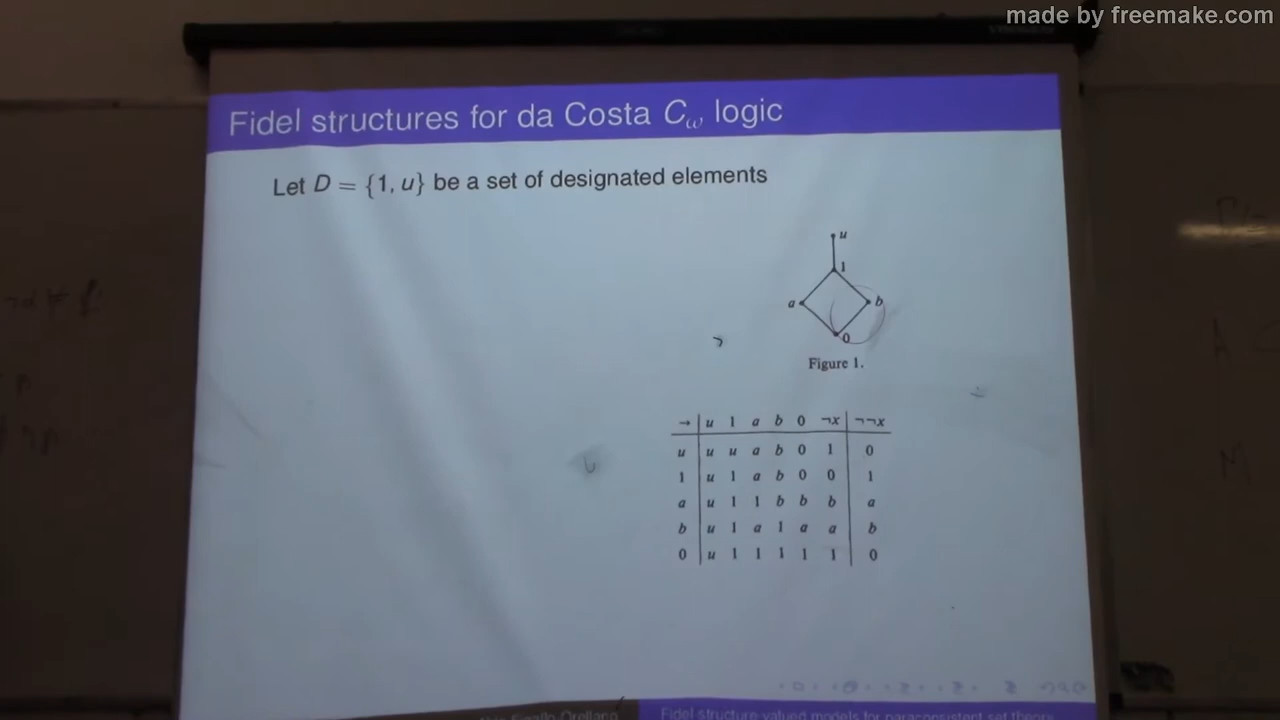 made by freemake.com
Fidel structures for da Costa Cω logic
Let D = {1, u} be a set of designated elements
u
1
a b
0
Figure 1.
→ u 1 a b 0 ¬x ¬¬x
u u u a b 0 1 0
1 u 1 a b 0 0 1
a u 1 1 b b b a
b u 1 a 1 a a b
0 u 1 1 1 1 1 0
Fidel structure-valued models for paraconsistent set theory